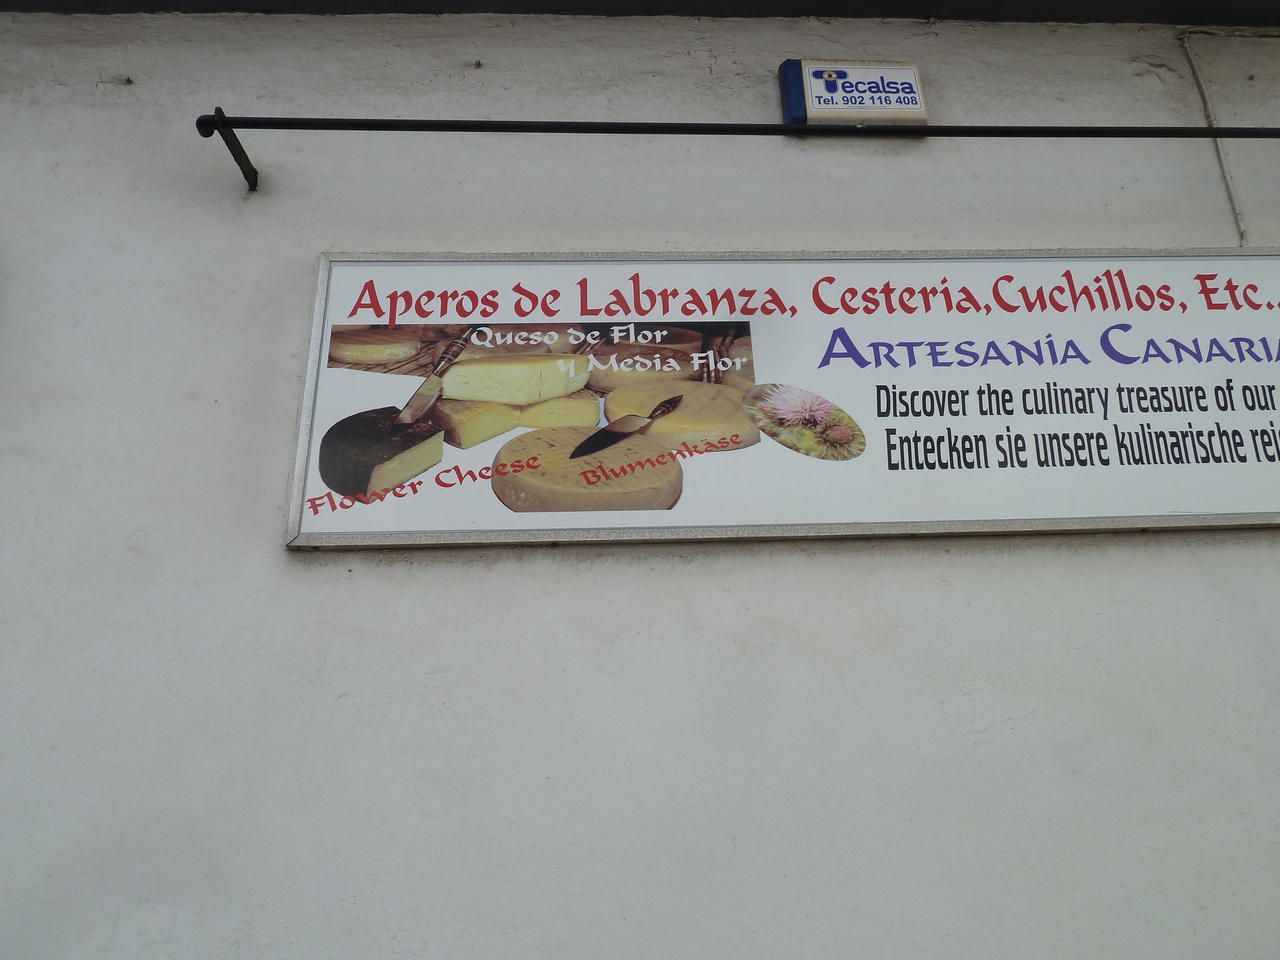 Tecalsa
Tel. 902 116 408
Aperos de Labranza, Cesteria,Cuchillos, Etc..
Queso de Flor
y Media Flor
Flower Cheese
Blumenkäse
ARTESANÍA CANARIA
Discover the culinary treasure of our
Entecken sie unsere kulinarische